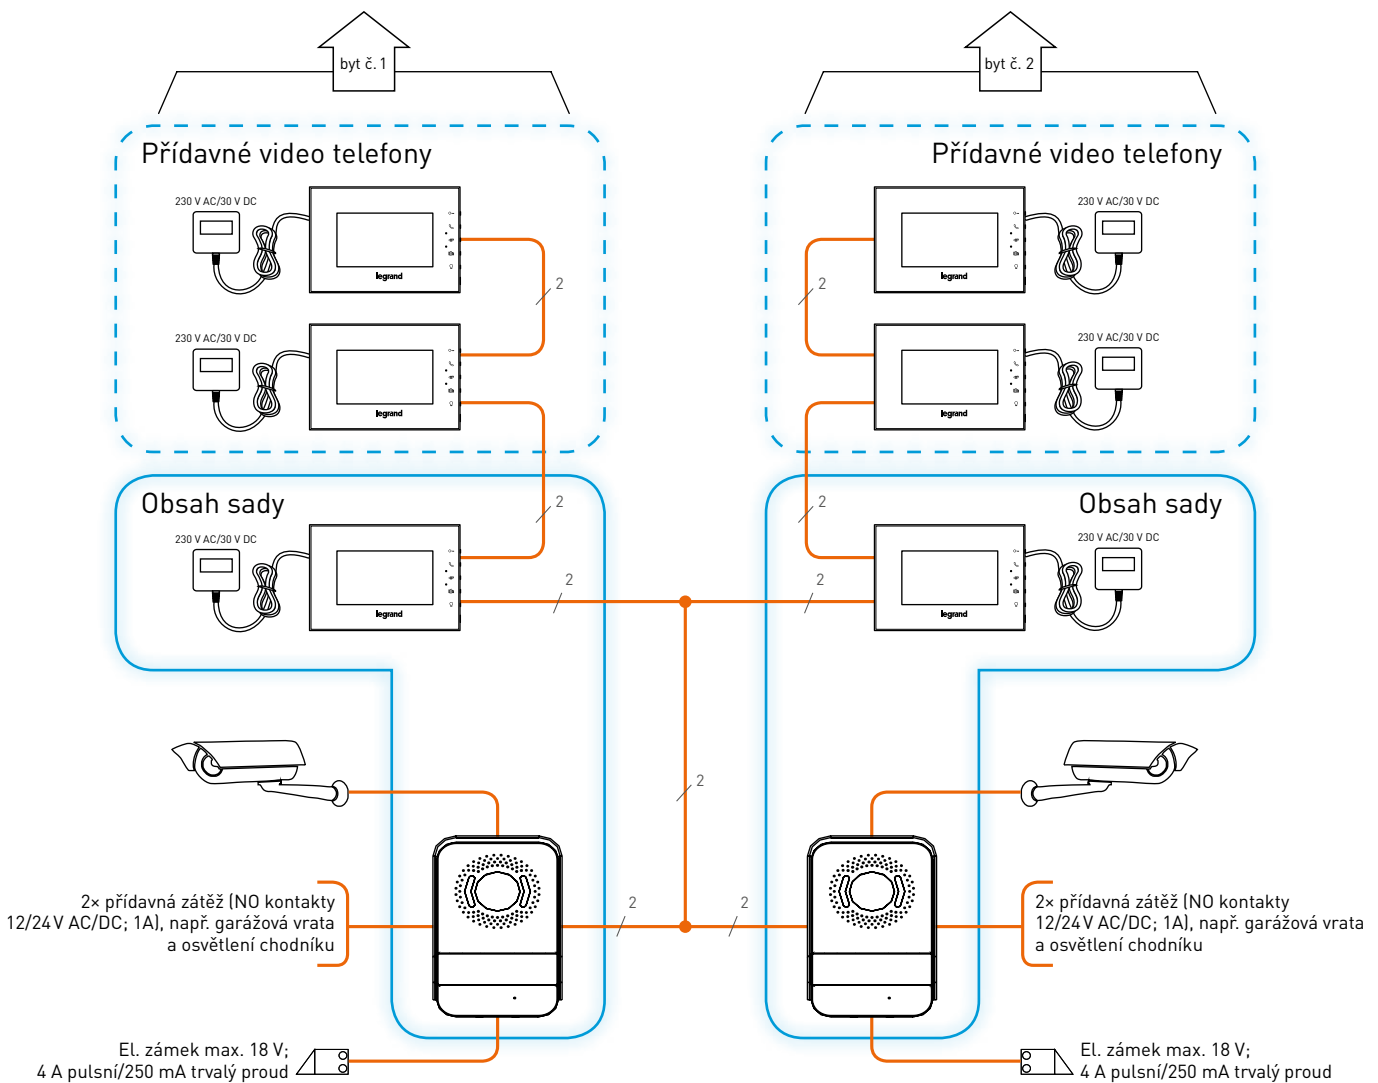 byt č. 1
byt č. 2
Přídavné video telefony
Přídavné video telefony
230 V AC/30 V DC
230 V AC/30 V DC
legrand
legrand
2
2
230 V AC/30 V DC
230 V AC/30 V DC
legrand
legrand
Obsah sady
Obsah sady
2
2
230 V AC/30 V DC
230 V AC/30 V DC
legrand
legrand
2
2
2
2× přídavná zátěž (NO kontakty
12/24 V AC/DC; 1A), např. garážová vrata
a osvětlení chodníku
2
2
2× přídavná zátěž (NO kontakty
12/24 V AC/DC; 1A), např. garážová vrata
a osvětlení chodníku
El. zámek max. 18 V;
4 A pulsní/250 mA trvalý proud
El. zámek max. 18 V;
4 A pulsní/250 mA trvalý proud